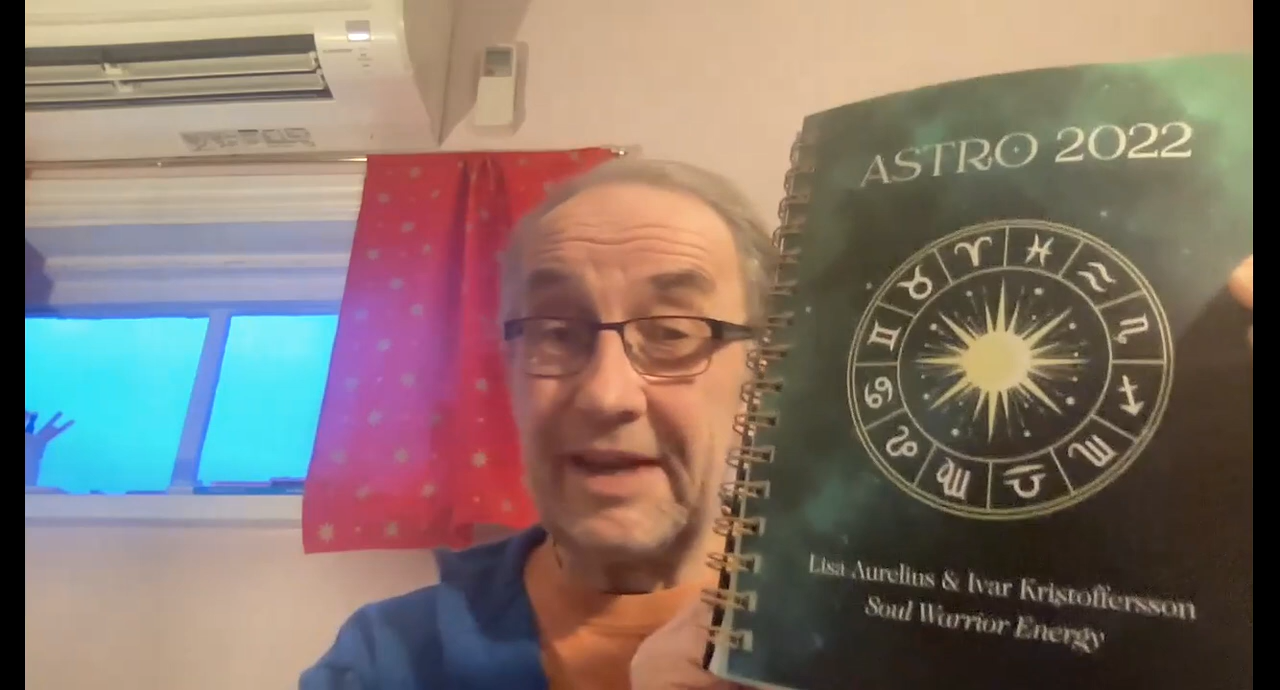 ASTRO 2022
Lisa Aurelius & Ivar Kristoffersson
Soul Warrior Energy